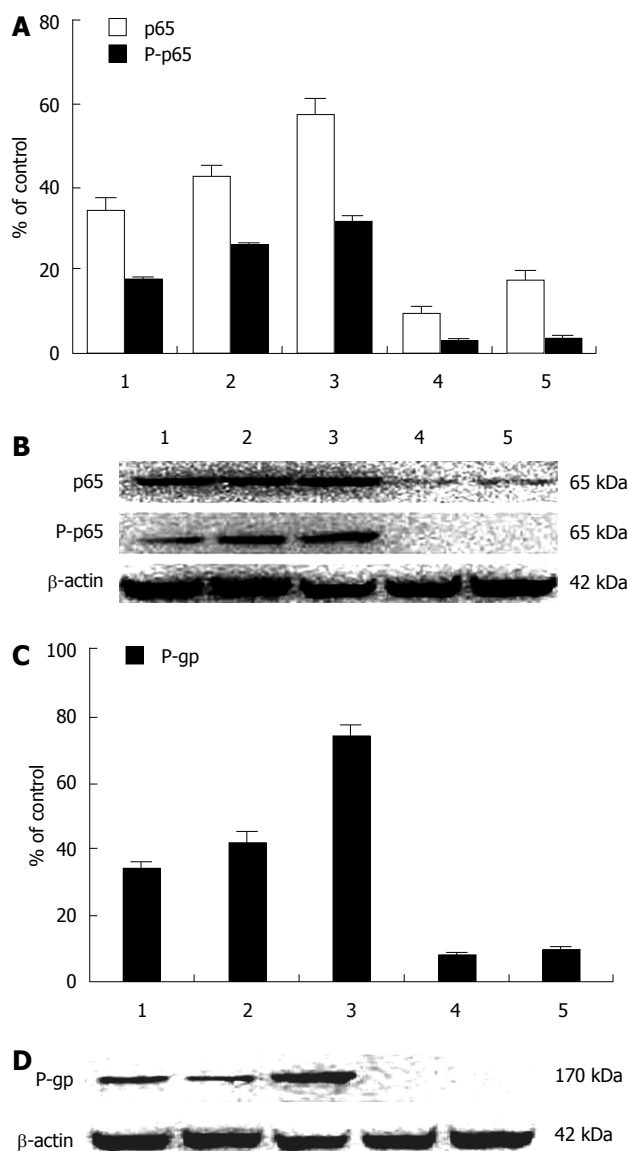 A
p65
P-p65
% of control
80
60
40
20
0
1 2 3 4 5
B
1 2 3 4 5
p65 65 kDa
P-p65 65 kDa
β-actin 42 kDa
C
P-gp
% of control
100
80
60
40
20
0
1 2 3 4 5
D
P-gp 170 kDa
β-actin 42 kDa